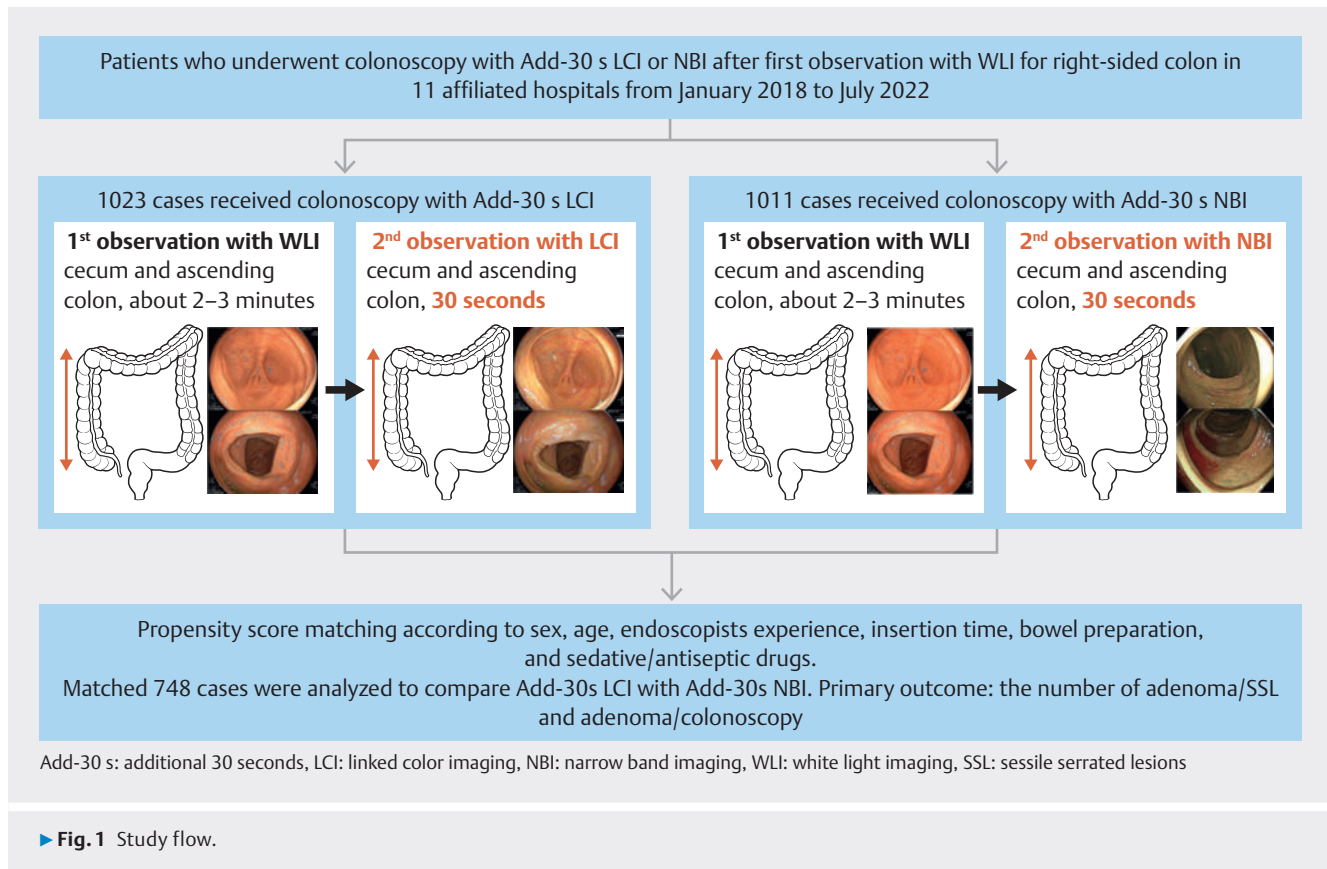 Patients who underwent colonoscopy with Add-30 s LCI or NBI after first observation with WLI for right-sided colon in
11 affiliated hospitals from January 2018 to July 2022
1023 cases received colonoscopy with Add-30 s LCI
1st observation with WLI
cecum and ascending
colon, about 2–3 minutes
2nd observation with LCI
cecum and ascending
colon, 30 seconds
1011 cases received colonoscopy with Add-30 s NBI
1st observation with WLI
cecum and ascending
colon, about 2–3 minutes
2nd observation with NBI
cecum and ascending
colon, 30 seconds
Propensity score matching according to sex, age, endoscopists experience, insertion time, bowel preparation,
and sedative/antiseptic drugs.
Matched 748 cases were analyzed to compare Add-30s LCI with Add-30s NBI. Primary outcome: the number of adenoma/SSL
and adenoma/colonoscopy
Add-30 s: additional 30 seconds, LCI: linked color imaging, NBI: narrow band imaging, WLI: white light imaging, SSL: sessile serrated lesions
▶ Fig. 1 Study flow.